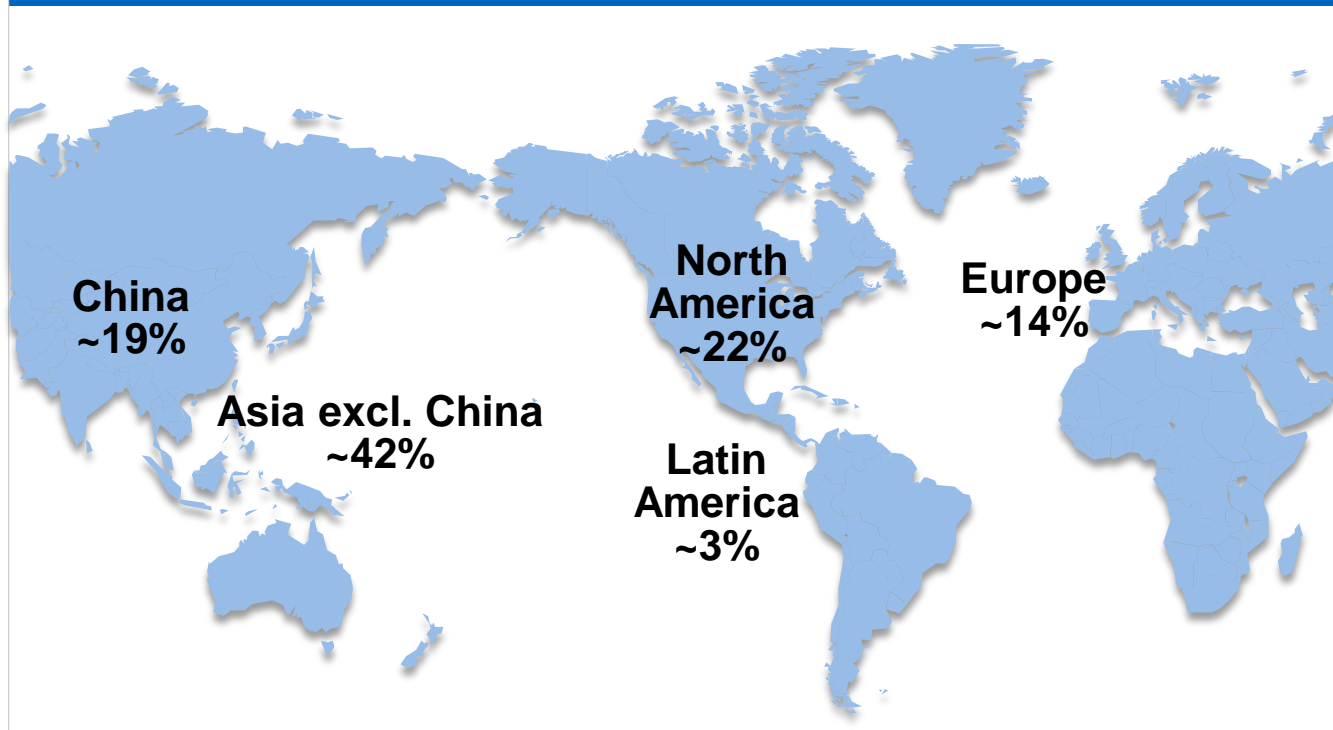 China
~19%
Asia excl. China
~42%
North
America
~22%
Latin
America
~3%
Europe
~14%